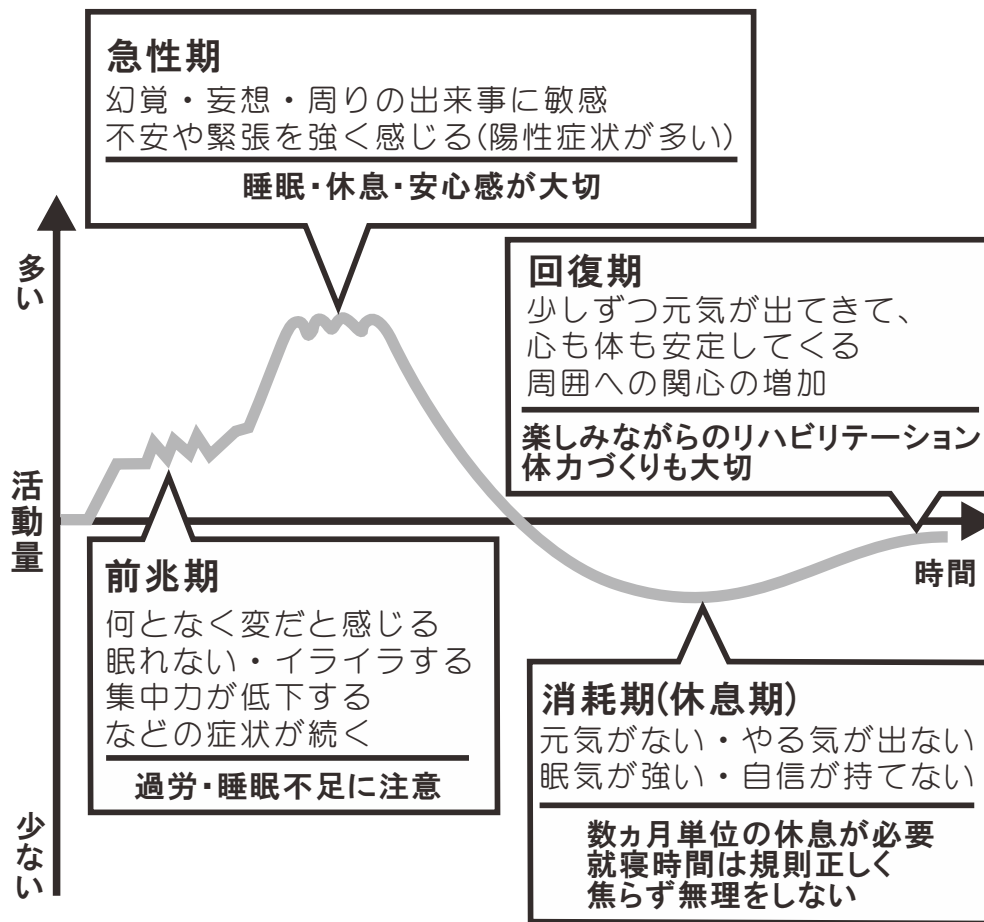 急性期
幻覚・妄想・周りの出来事に敏感
不安や緊張を強く感じる(陽性症状が多い)
睡眠・休息・安心感が大切
多い
活動量
少ない
回復期
少しずつ元気が出てきて、
心も体も安定してくる
周囲への関心の増加
楽しみながらのリハビリテーション
体力づくりも大切
時間
前兆期
何となく変だと感じる
眠れない・イライラする
集中力が低下する
などの症状が続く
過労・睡眠不足に注意
消耗期(休息期)
元気がない・やる気が出ない
眠気が強い・自信が持てない
数ヵ月単位の休息が必要
就寝時間は規則正しく
焦らず無理をしない